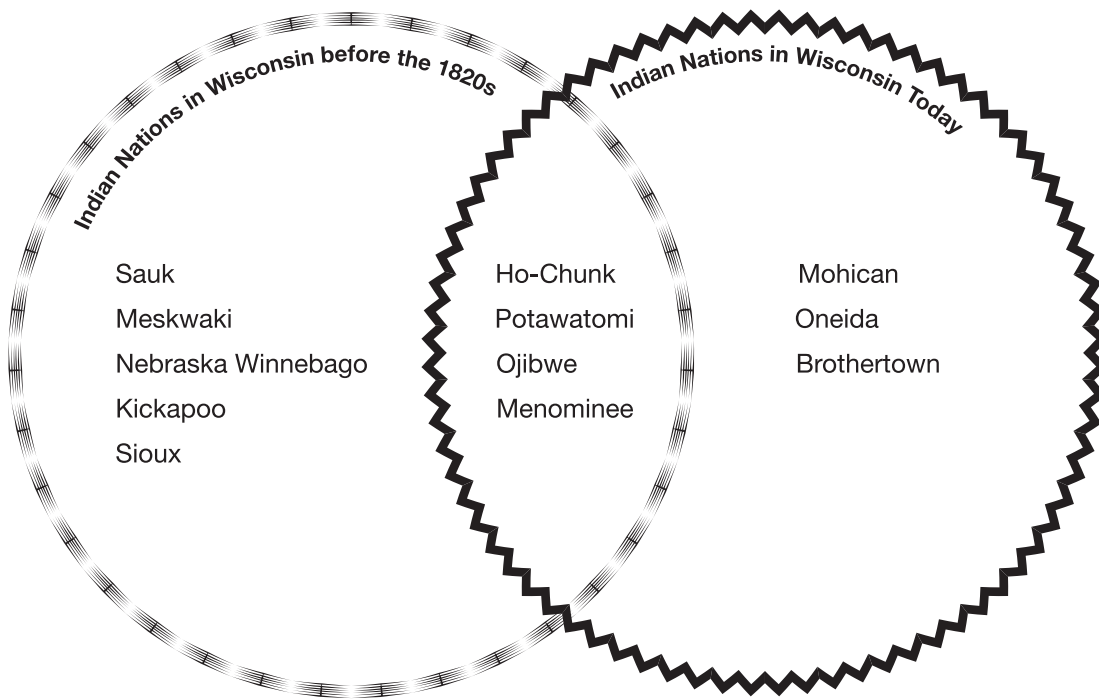 Indian Nations in Wisconsin before the 1820s
Indian Nations in Wisconsin Today
Sauk
Meskwaki
Nebraska Winnebago
Kickapoo
Sioux
Ho-Chunk
Potawatomi
Ojibwe
Menominee
Mohican
Oneida
Brothertown